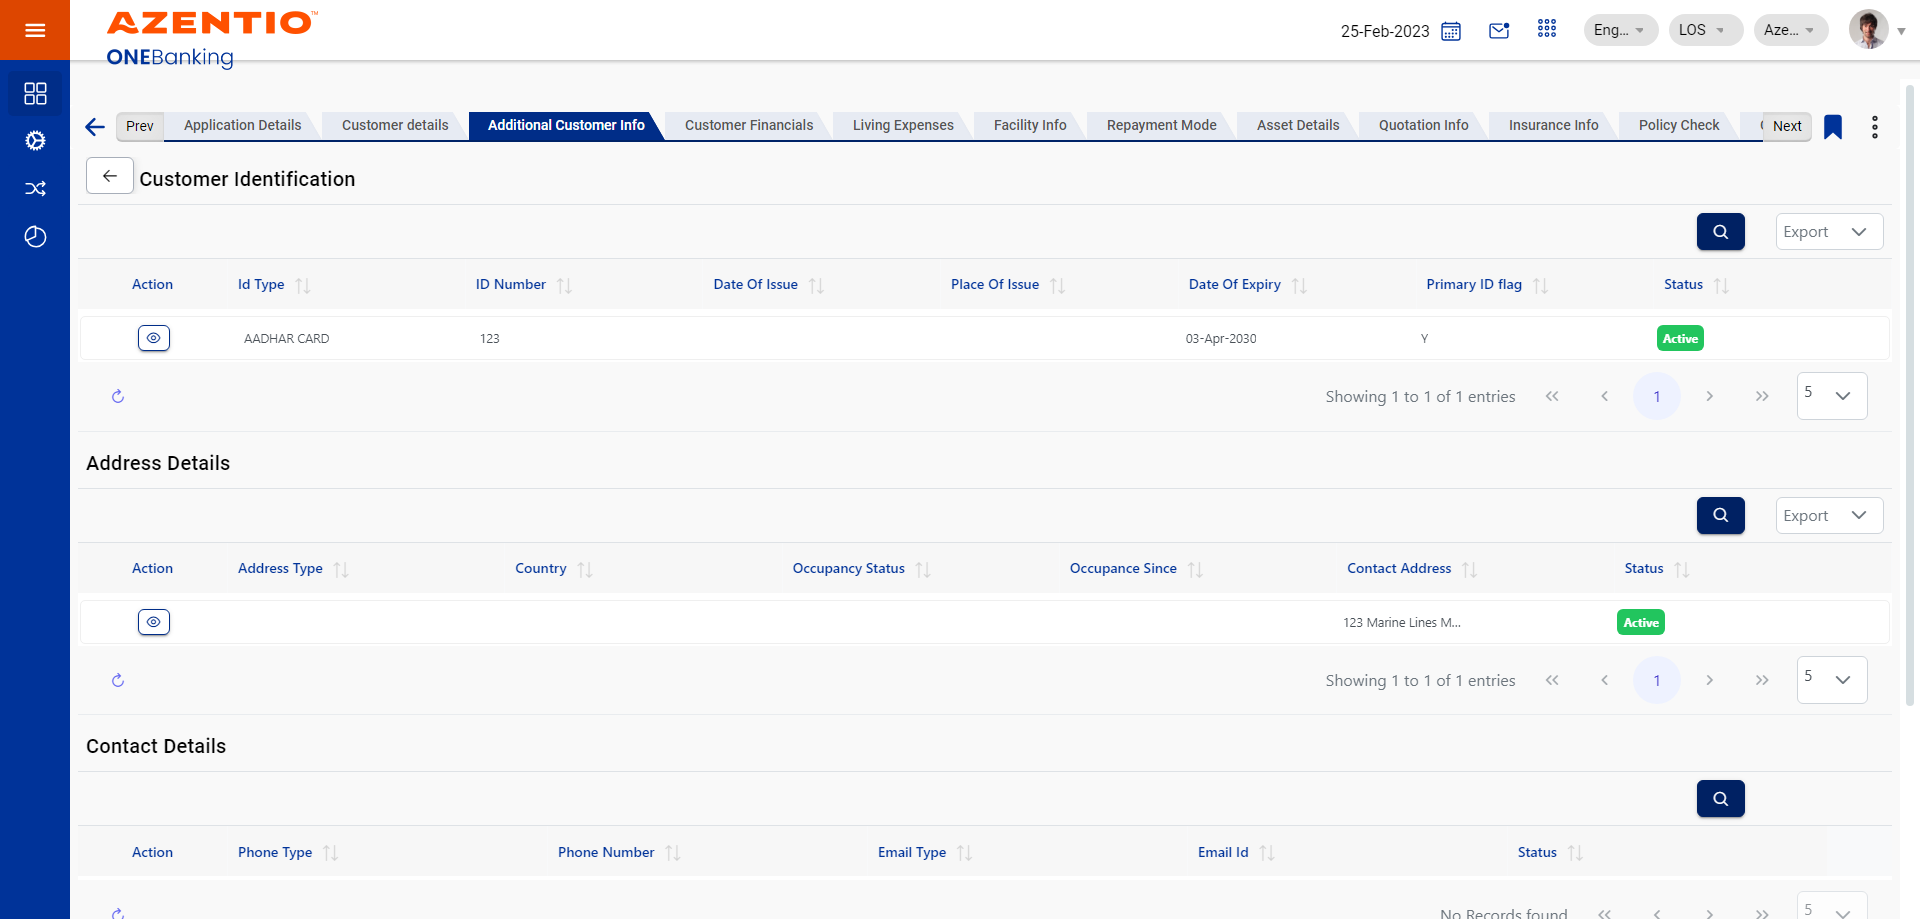 AZENTIO™
ONEBanking
25-Feb-2023
Eng...
LOS
Aze...
Prev
Application Details
Customer details
Additional Customer Info
Customer Financials
Living Expenses
Facility Info
Repayment Mode
Asset Details
Quotation Info
Insurance Info
Policy Check
Next
Customer Identification
Export
Action
Id Type
ID Number
Date Of Issue
Place Of Issue
Date Of Expiry
Primary ID flag
Status
AADHAR CARD
123
03-Apr-2030
Y
Active
Showing 1 to 1 of 1 entries
1
5
Address Details
Export
Action
Address Type
Country
Occupancy Status
Occupance Since
Contact Address
Status
123 Marine Lines M...
Active
Showing 1 to 1 of 1 entries
1
5
Contact Details
Action
Phone Type
Phone Number
Email Type
Email Id
Status
No Records found
5